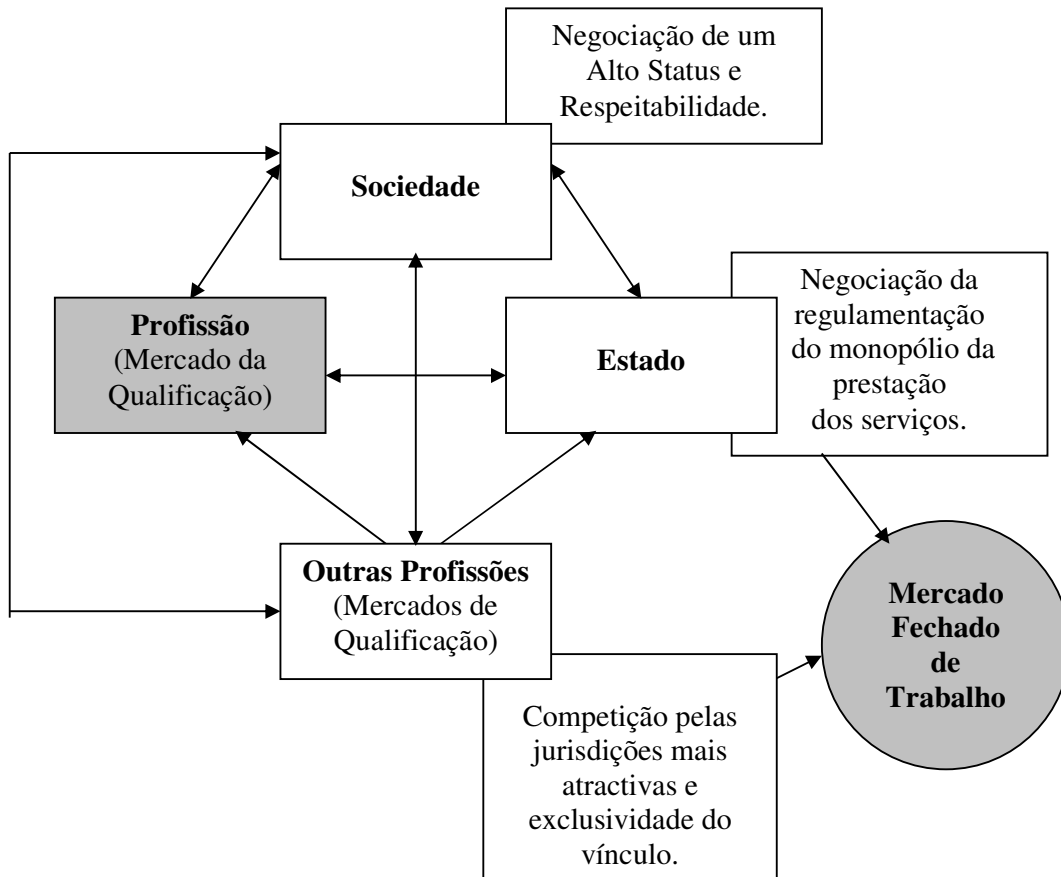 Negociação de um
Alto Status e
Respeitabilidade.
Sociedade
Profissão
(Mercado da
Qualificação)
Estado
Negociação da
regulamentação
do monopólio da
prestação
dos serviços.
Outras Profissões
(Mercados de
Qualificação)
Mercado
Fechado
de
Trabalho
Competição pelas
jurisdições mais
atractivas e
exclusividade do
vínculo.